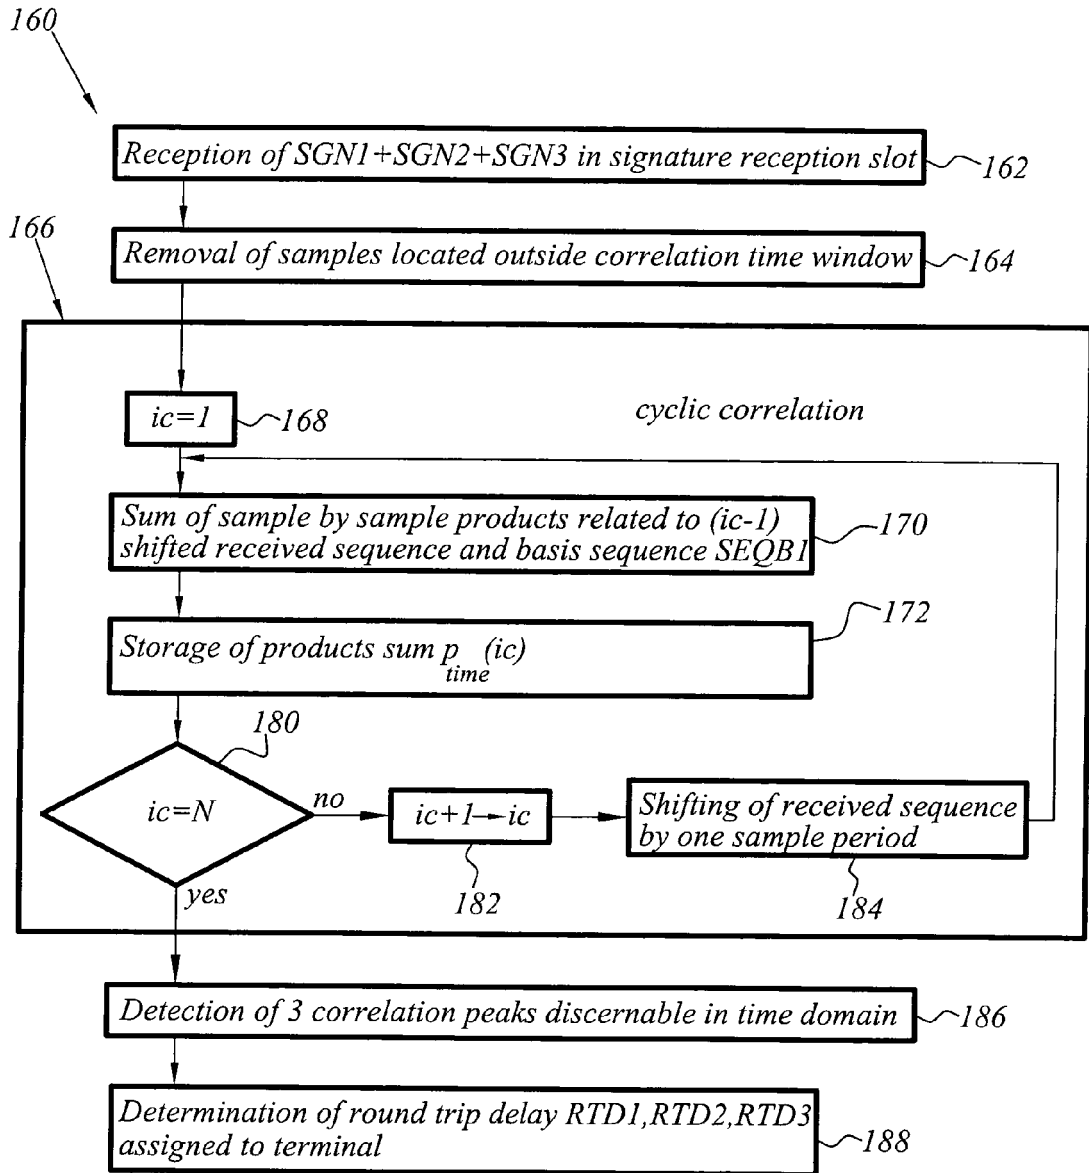 160
Reception of SGN1+SGN2+SGN3 in signature reception slot
162
166
Removal of samples located outside correlation time window
164
ic=1
168
cyclic correlation
Sum of sample by sample products related to (ic-1)
shifted received sequence and basis sequence SEQB1
170
172
Storage of products sum p_time (ic)
180
ic=N
no
ic+1→ic
Shifting of received sequence
by one sample period
yes
182
184
Detection of 3 correlation peaks discernable in time domain
186
Determination of round trip delay RTD1,RTD2,RTD3
assigned to terminal
188